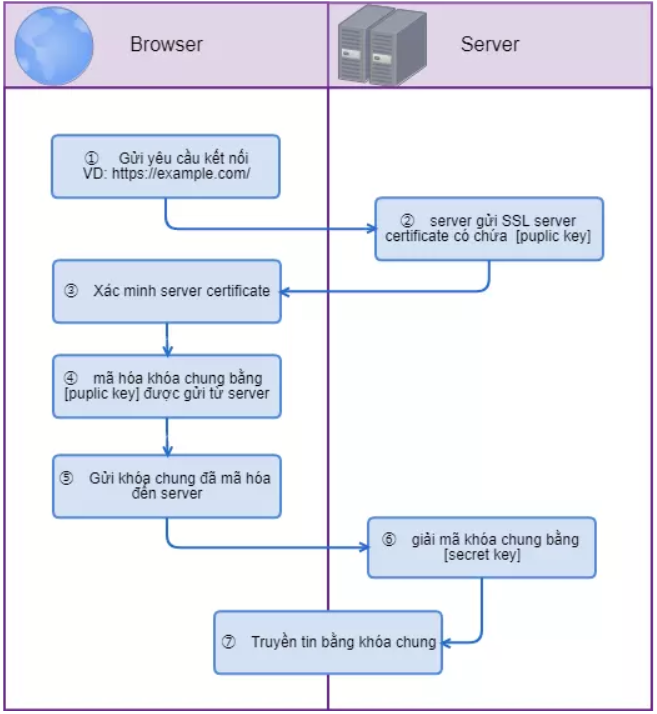 Browser
Server
① Gửi yêu cầu kết nối
VD: https://example.com/
② server gửi SSL server
certificate có chứa [puplic key]
③ Xác minh server certificate
④ mã hóa khóa chung bằng
[puplic key] được gửi từ server
⑤ Gửi khóa chung đã mã hóa
đến server
⑥ giải mã khóa chung bằng
[secret key]
⑦ Truyền tin bằng khóa chung